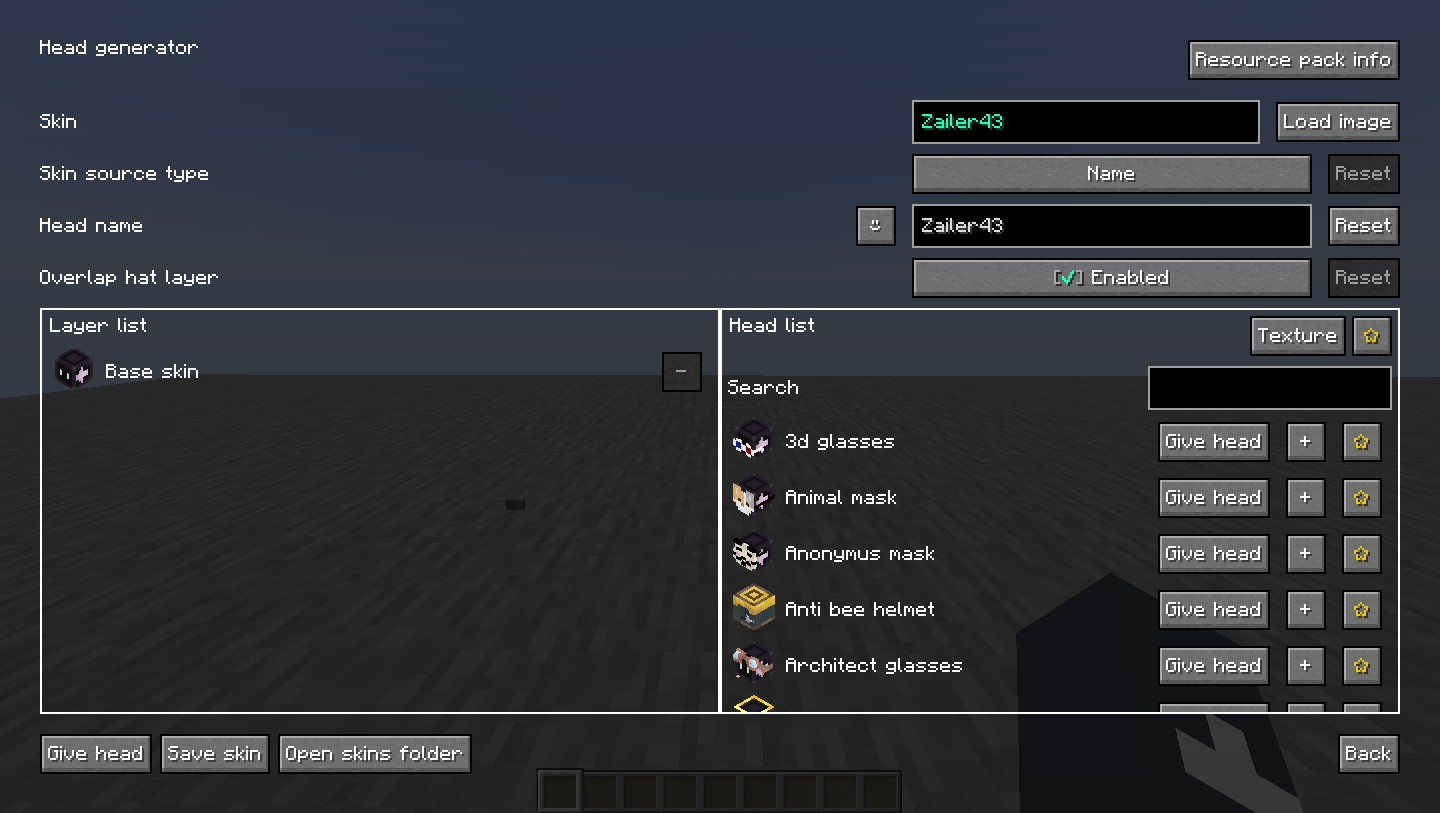 Head generator
Resource pack info
Skin
Zailer43
Load image
Skin source type
Name
Reset
Head name
Zailer43
Reset
Overlap hat layer
[✓] Enabled
Reset
Layer list
Base skin
-
Head list
Texture
Search
3d glasses
Give head
+
Animal mask
Give head
+
Anonymus mask
Give head
+
Anti bee helmet
Give head
+
Architect glasses
Give head
+
Give head
Save skin
Open skins folder
Back